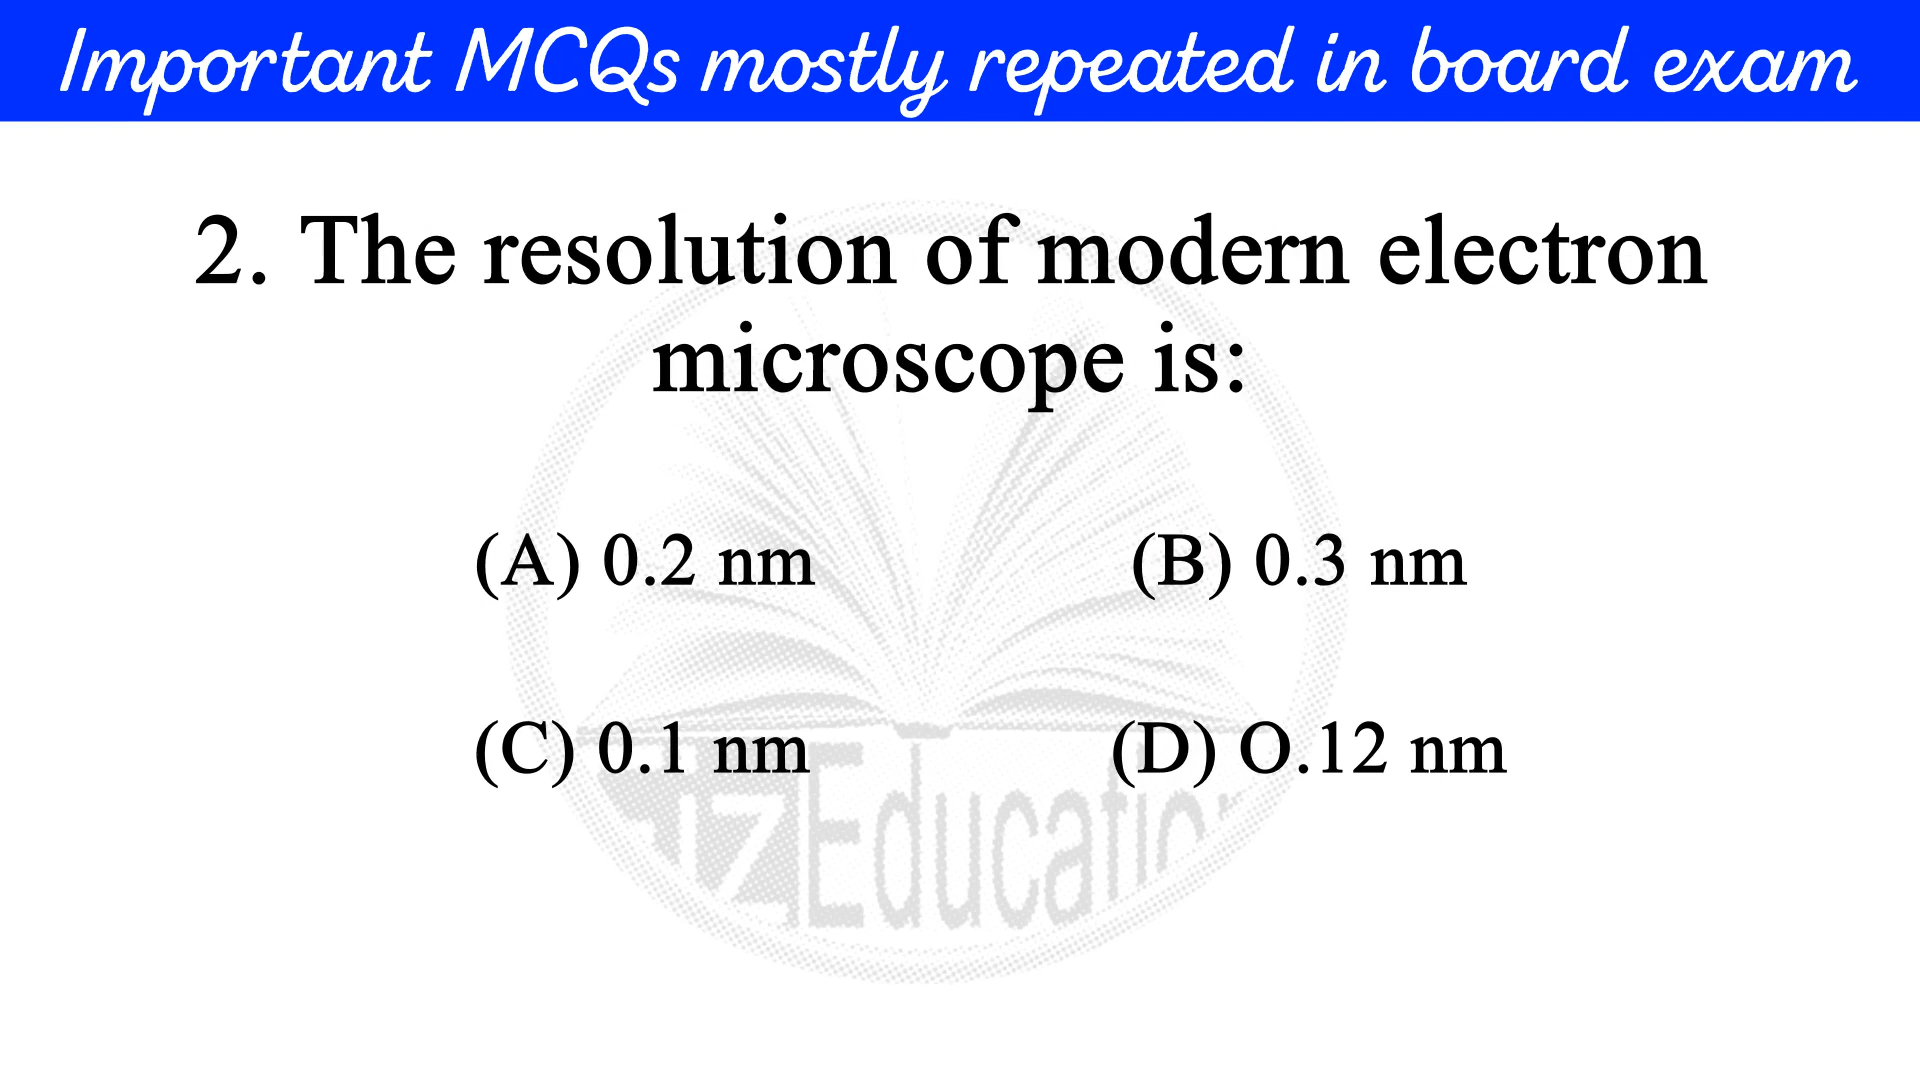 Important MCQs mostly repeated in board exam
2. The resolution of modern electron
microscope is:
(A) 0.2 nm (B) 0.3 nm
(C) 0.1 nm (D) O.12 nm